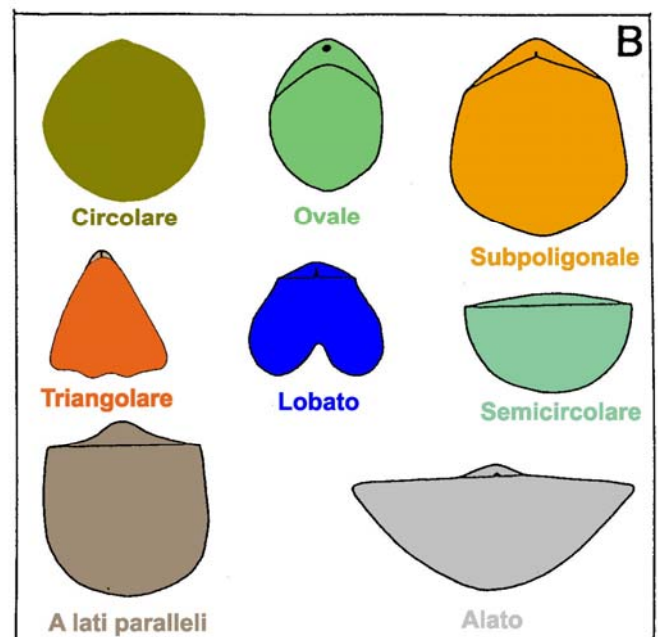 B
Circolare
Ovale
Subpoligonale
Triangolare
Lobato
Semicircolare
A lati paralleli
Alato